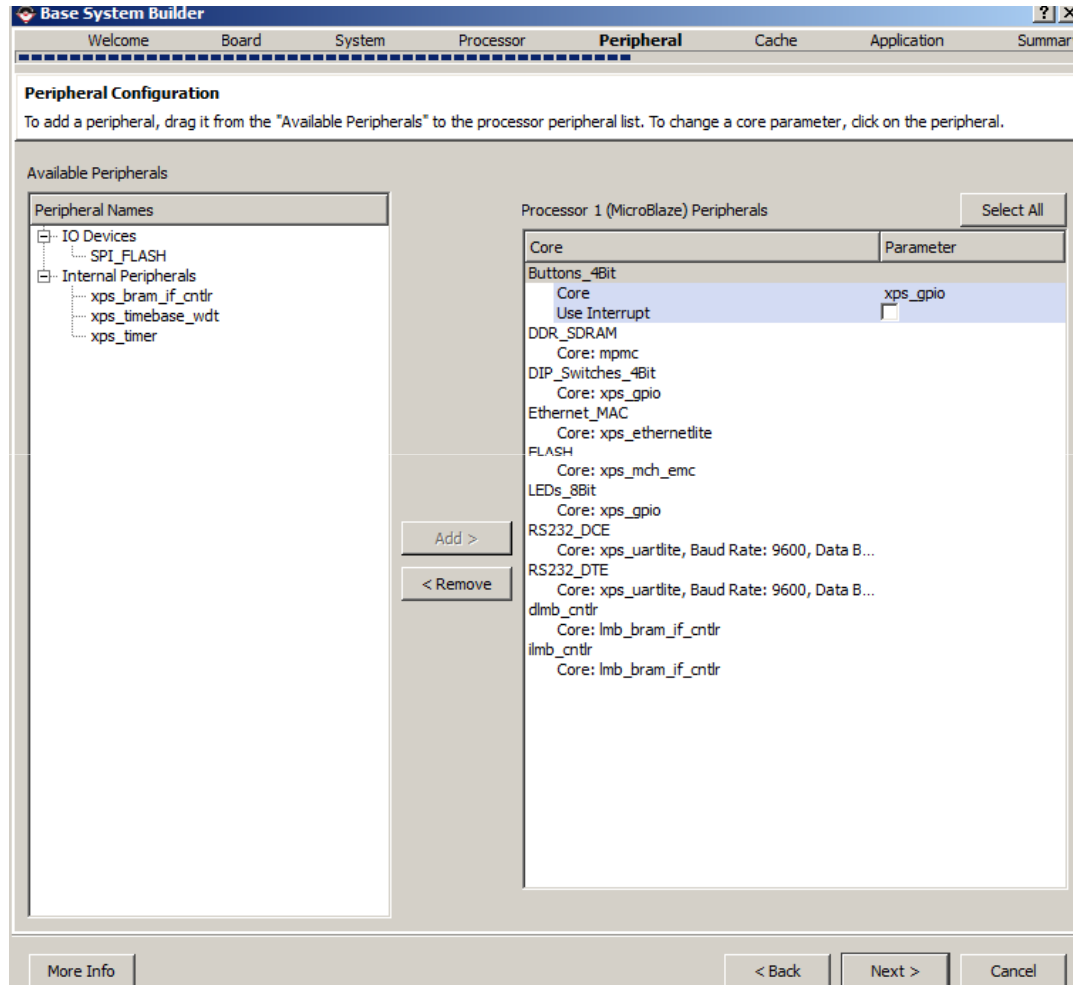 Base System Builder
Welcome Board System Processor Peripheral Cache Application Summar
Peripheral Configuration
To add a peripheral, drag it from the "Available Peripherals" to the processor peripheral list. To change a core parameter, click on the peripheral.
Available Peripherals
Peripheral Names
IO Devices
SPI_FLASH
Internal Peripherals
xps_bram_if_cntlr
xps_timebase_wdt
xps_timer
Add >
< Remove
Processor 1 (MicroBlaze) Peripherals
Select All
Core Parameter
Buttons_4Bit
Core xps_gpio
Use Interrupt
DDR_SDRAM
Core: mpmc
DIP_Switches_4Bit
Core: xps_gpio
Ethernet_MAC
Core: xps_ethernetlite
FLASH
Core: xps_mch_emc
LEDs_8Bit
Core: xps_gpio
RS232_DCE
Core: xps_uartlite, Baud Rate: 9600, Data B...
RS232_DTE
Core: xps_uartlite, Baud Rate: 9600, Data B...
dlmb_cntlr
Core: lmb_bram_if_cntlr
ilmb_cntlr
Core: lmb_bram_if_cntlr
More Info < Back Next > Cancel